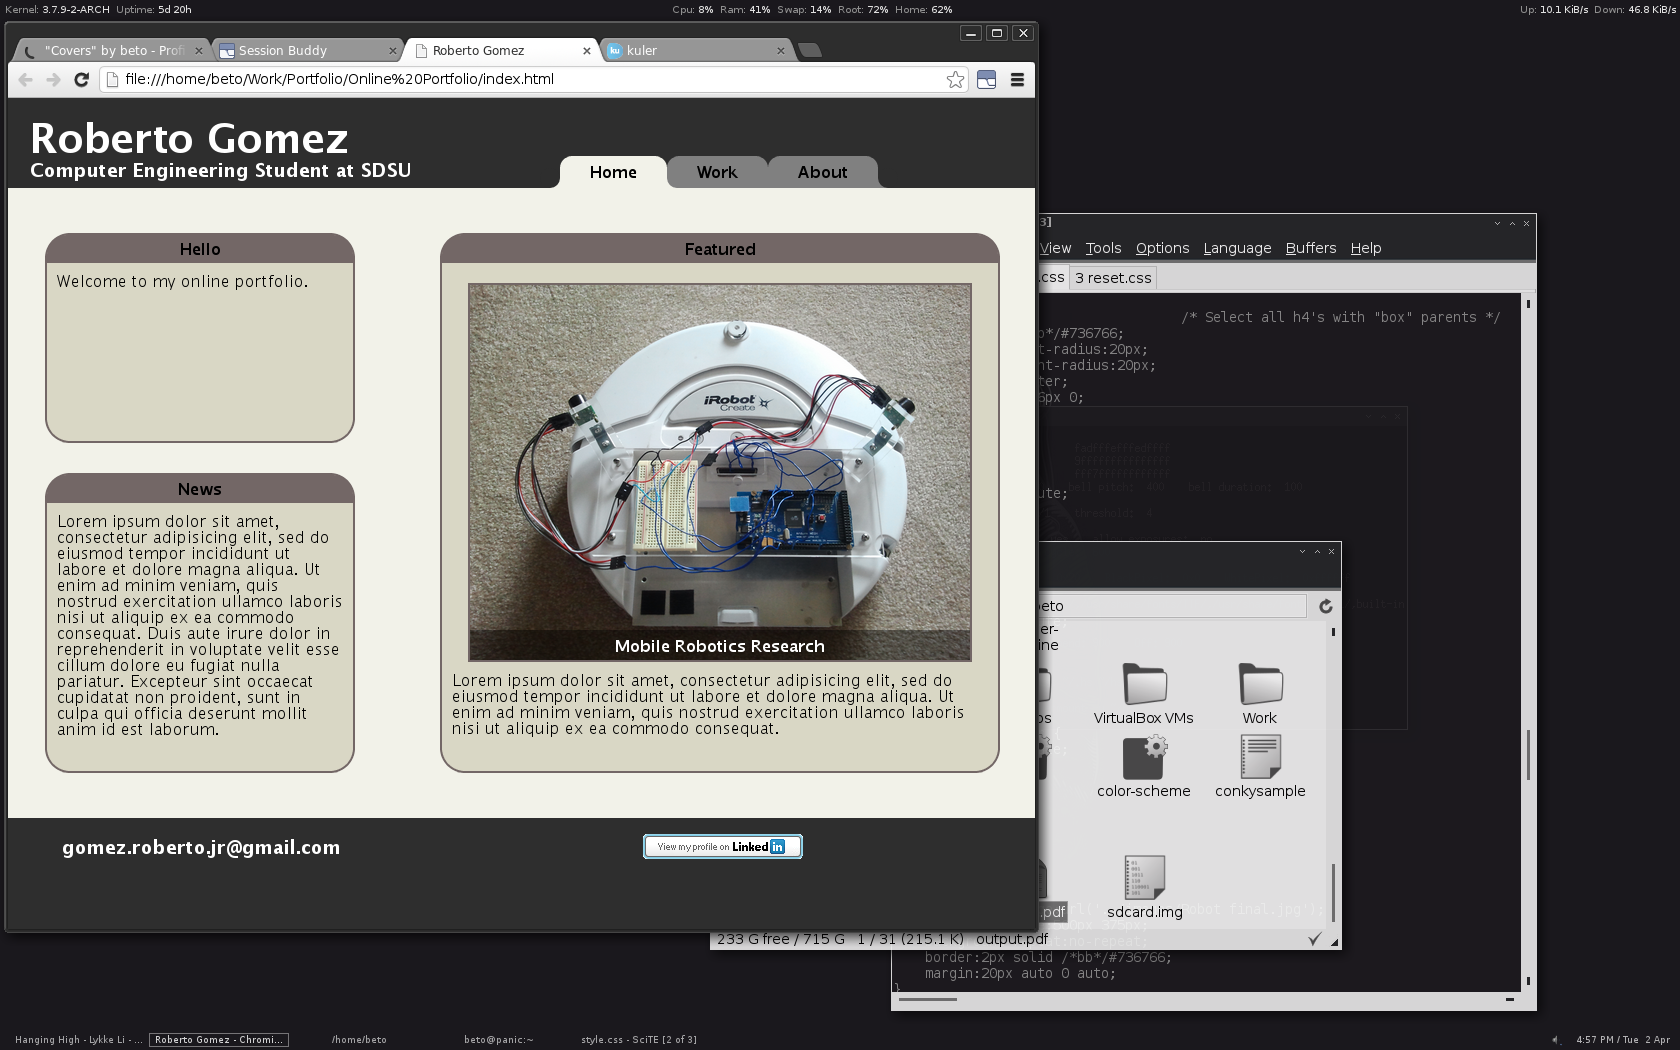 Kernel: 3.7.9-2-ARCH Uptime: 5d 20h
Cpu: 8% Ram: 41% Swap: 14% Root: 72% Home: 62%
Up: 10.1 KiB/s Down: 46.8 KiB/s
"Covers" by beto - Profi
Session Buddy
Roberto Gomez
ku kuler
file:///home/beto/Work/Portfolio/Online%20Portfolio/index.html
Roberto Gomez
Computer Engineering Student at SDSU
Home Work About
Hello
Welcome to my online portfolio.
News
Lorem ipsum dolor sit amet,
consectetur adipisicing elit, sed do
eiusmod tempor incididunt ut
labore et dolore magna aliqua. Ut
enim ad minim veniam, quis
nostrud exercitation ullamco laboris
nisi ut aliquip ex ea commodo
consequat. Duis aute irure dolor in
reprehenderit in voluptate velit esse
cillum dolore eu fugiat nulla
pariatur. Excepteur sint occaecat
cupidatat non proident, sunt in
culpa qui officia deserunt mollit
anim id est laborum.
Featured
iRobot
Create
Mobile Robotics Research
Lorem ipsum dolor sit amet, consectetur adipisicing elit, sed do
eiusmod tempor incididunt ut labore et dolore magna aliqua. Ut
enim ad minim veniam, quis nostrud exercitation ullamco laboris
nisi ut aliquip ex ea commodo consequat.
gomez.roberto.jr@gmail.com
View my profile on Linked in
3]
View Tools Options Language Buffers Help
.css 3 reset.css
/* Select all h4's with "box" parents */
b*/#736766;
t-radius:20px;
nt-radius:20px;
ter;
6px 0;
ute;
beto
er-
ine
VirtualBox VMs
Work
color-scheme
conkysample
.pdf
sdcard.img
233 G free / 715 G 1 / 31 (215.1 K) output.pdf
border:2px solid /*bb*/#736766;
margin:20px auto 0 auto;
}
Hanging High - Lykke Li - ...
Roberto Gomez - Chromi...
/home/beto
beto@panic:~
style.css - SciTE [2 of 3]
4:57 PM / Tue 2 Apr